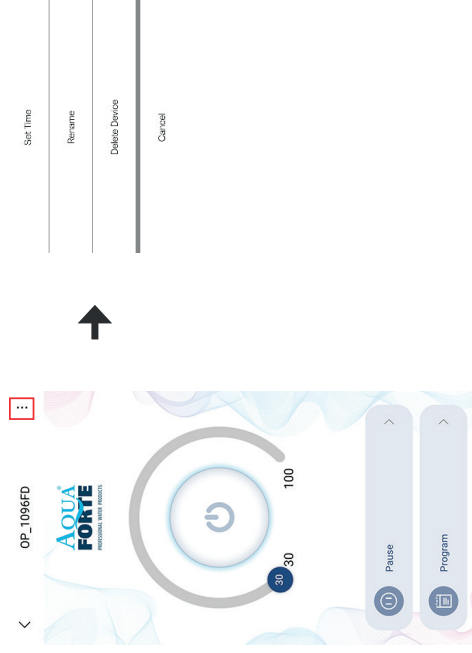 OP_1096FD
AQUA®
FORTE
PROFESSIONAL WATER PRODUCTS
30
30
100
Pause
Program
Set Time
Rename
Delete Device
Cancel